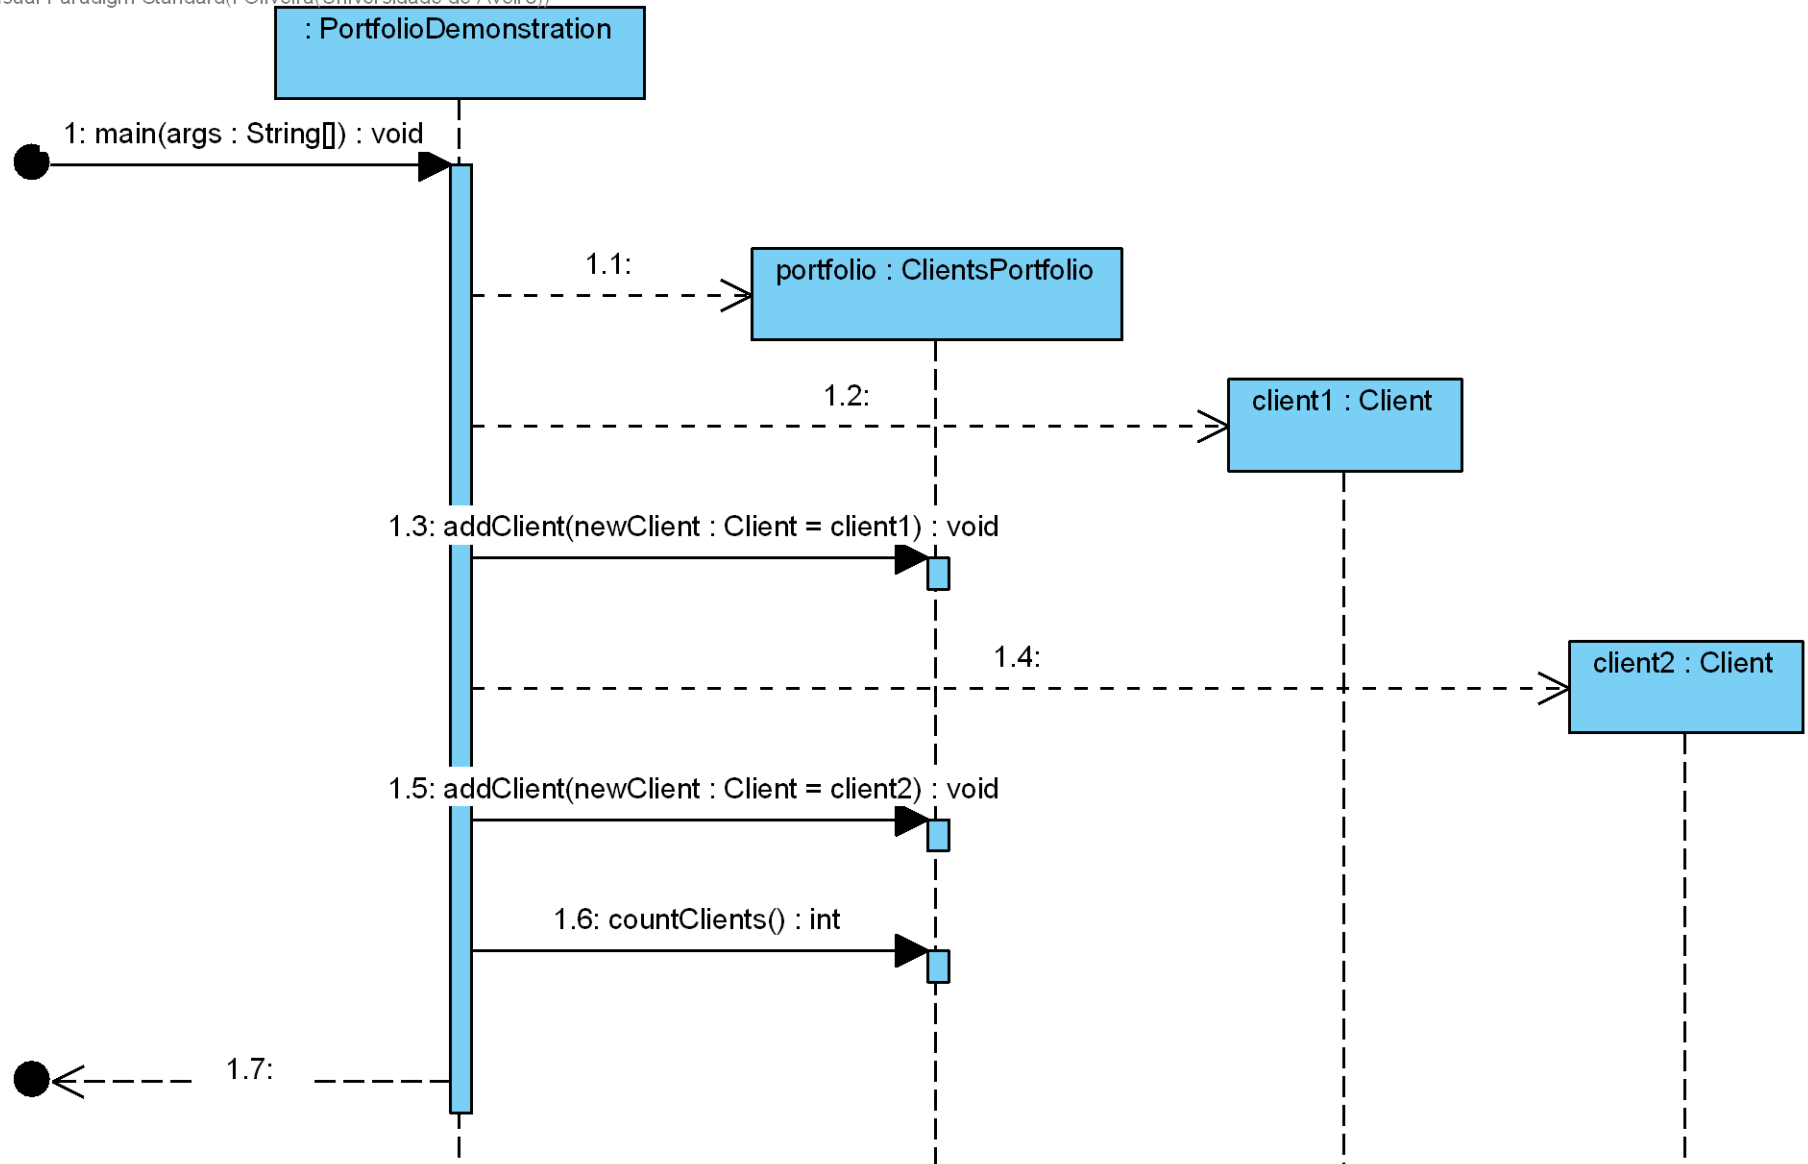 Paradigm Standard
: PortfolioDemonstration
1: main(args : String[]) : void
1.1:
portfolio : ClientsPortfolio
1.2:
client1 : Client
1.3: addClient(newClient : Client = client1) : void
1.4:
client2 : Client
1.5: addClient(newClient : Client = client2) : void
1.6: countClients() : int
1.7: